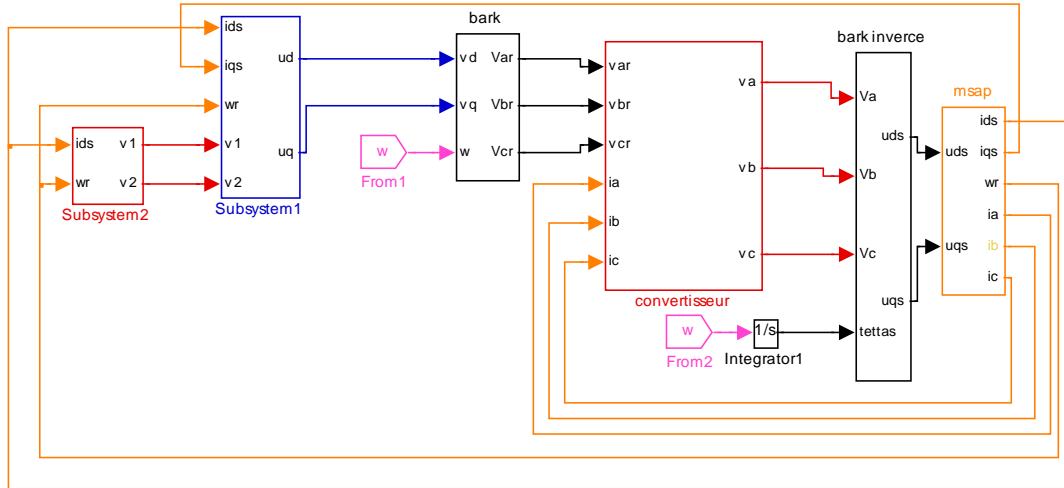 bark
bark inverce
msap
ids
iqs
wr
v1
v2
ud
uq
Subsystem1
ids
wr
v1
v2
Subsystem2
vd
vq
w
Var
Vbr
Vcr
w
From1
var
vbr
vcr
ia
ib
ic
va
vb
vc
convertisseur
w
From2
1/s
Integrator1
Va
Vb
Vc
tettas
uds
uqs
uds
uqs
ids
iqs
wr
ia
ib
ic